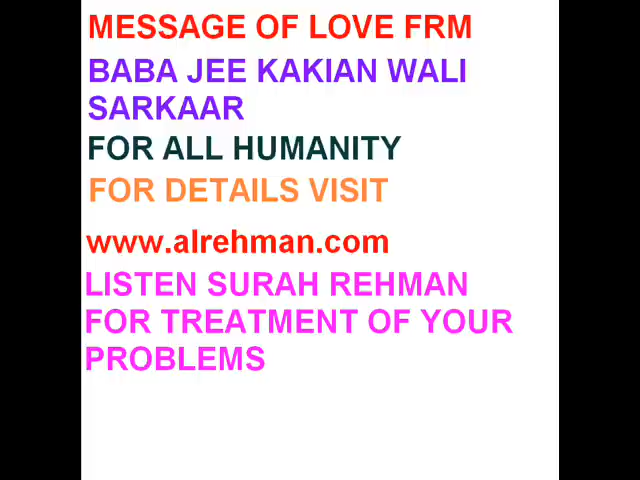 MESSAGE OF LOVE FRM
BABA JEE KAKIAN WALI
SARKAAR
FOR ALL HUMANITY
FOR DETAILS VISIT
www.alrehman.com
LISTEN SURAH REHMAN
FOR TREATMENT OF YOUR
PROBLEMS